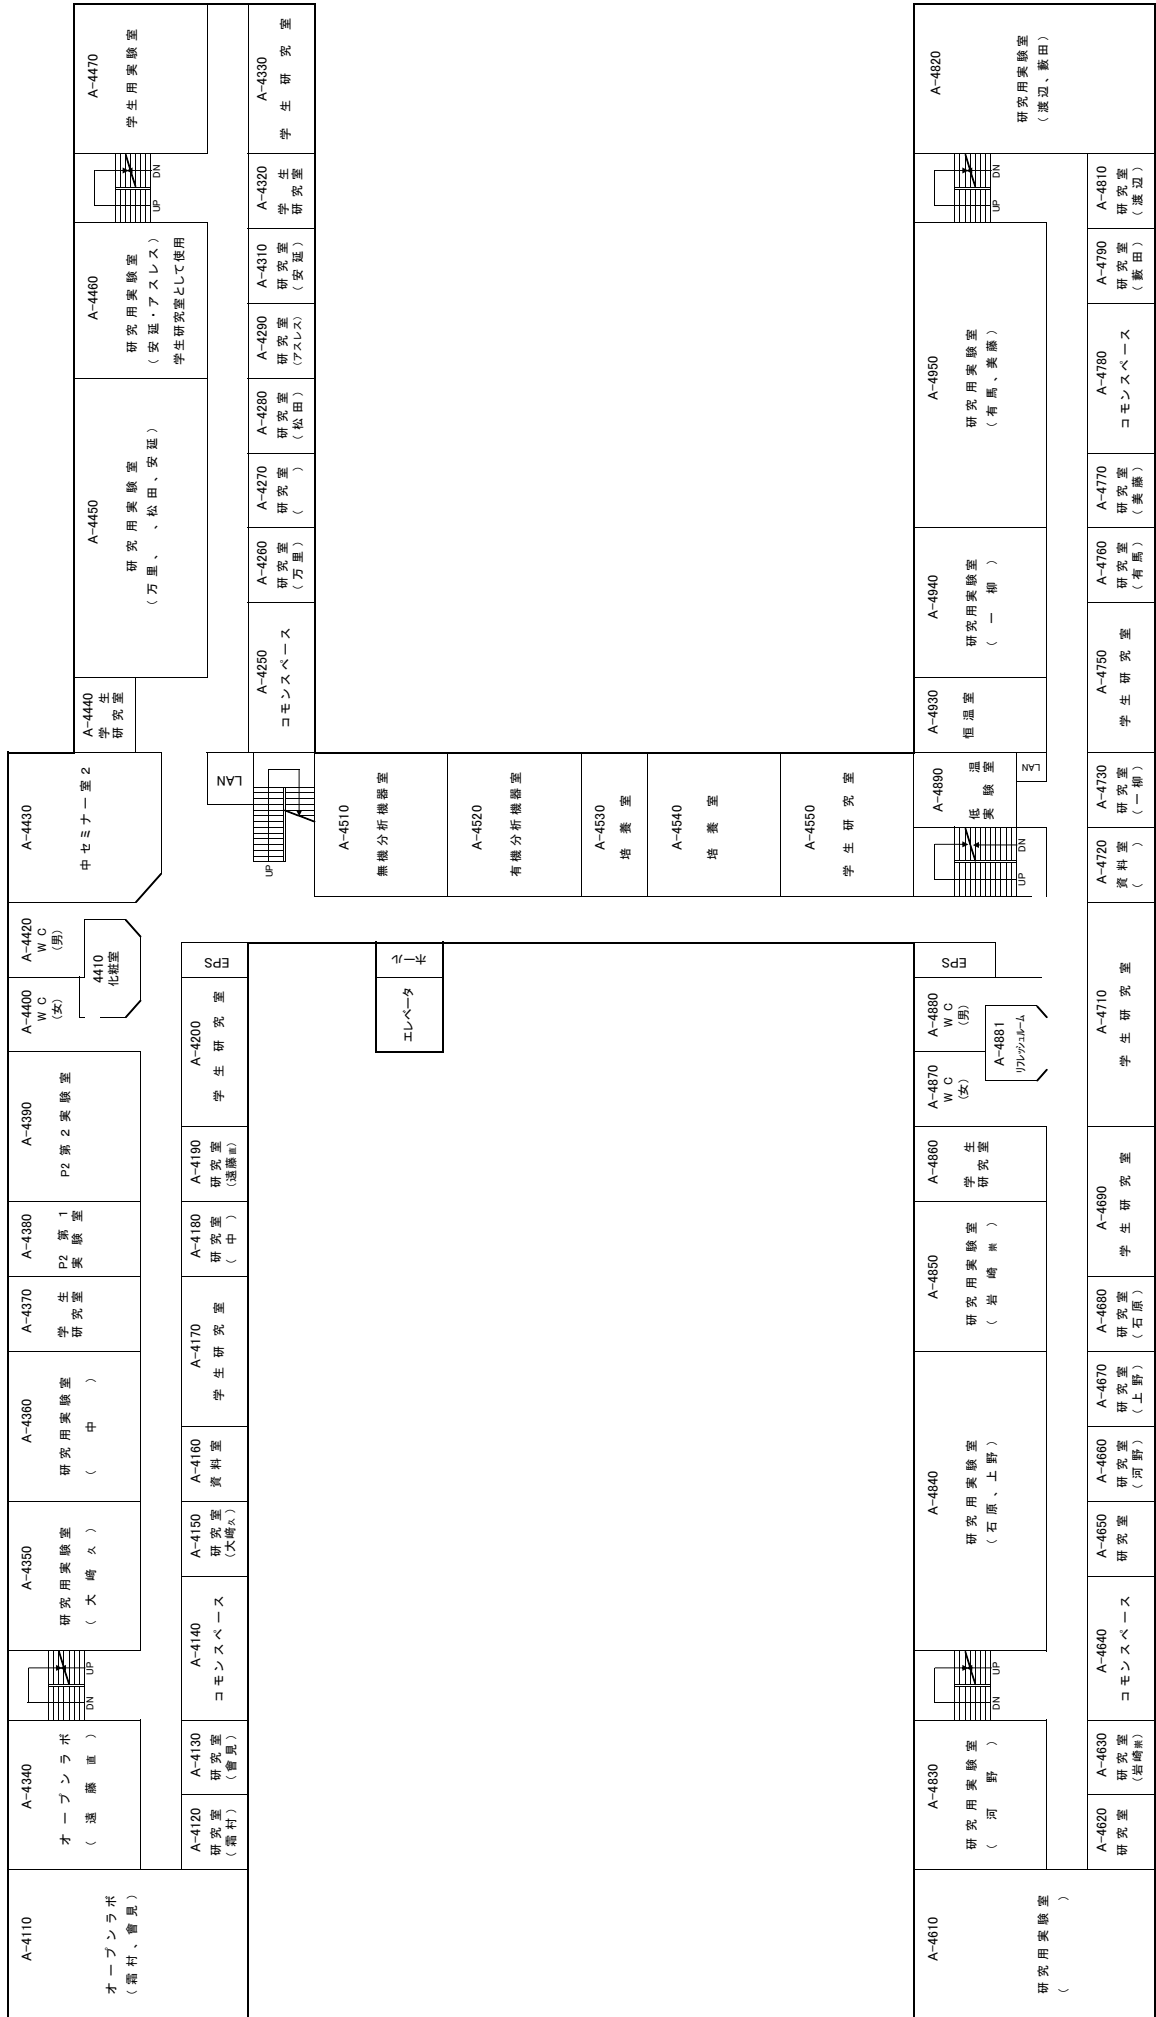 A-4470
学生用実験室
UP
DN
A-4460
研究用実験室
（安延・アスレス）
学生研究室として使用
A-4450
研究用実験室
（万里、　、松田、安延）
A-4440
学生
研究室
A-4330
学生研究室
A-4320
学生
研究室
A-4310
研究室
（安延）
A-4290
研究室
（アスレス）
A-4280
研究室
（松田）
A-4270
研究室
（　）
A-4260
研究室
（万里）
A-4250
コモンスペース
LAN
UP
A-4430
中セミナー室２
A-4420
W C
（男）
A-4400
W C
（女）
4410
化粧室
A-4390
P2 第２実験室
A-4380
P2 第１
実験室
A-4370
学生
研究室
A-4360
研究用実験室
（中）
A-4350
研究用実験室
（大﨑久）
DN
UP
A-4340
オープンラボ
（遠藤直）
A-4110
オープンラボ
（霜村、會見）
EPS
A-4200
学生研究室
A-4190
研究室
（遠藤直）
A-4180
研究室
（中）
A-4170
学生研究室
A-4160
資料室
A-4150
研究室
（大﨑久）
A-4140
コモンスペース
A-4130
研究室
（會見）
A-4120
研究室
（霜村）
A-4510
無機分析機器室
A-4520
有機分析機器室
A-4530
培養室
A-4540
培養室
A-4550
学生研究室
ホール
エレベータ
A-4820
研究用実験室
（渡辺、藪田）
UP
DN
A-4950
研究用実験室
（有馬、美藤）
A-4940
研究用実験室
（一柳）
A-4930
恒温室
A-4890
低温
実験室
LAN
UP
DN
EPS
A-4880
W C
（男）
A-4870
W C
（女）
A-4881
リフレッシュルーム
A-4860
学生
研究室
A-4850
研究用実験室
（岩崎崇）
A-4840
研究用実験室
（石原、上野）
DN
UP
A-4830
研究用実験室
（河野）
A-4610
研究用実験室
（　）
A-4810
研究室
（渡辺）
A-4790
研究室
（藪田）
A-4780
コモンスペース
A-4770
研究室
（美藤）
A-4760
研究室
（有馬）
A-4750
学生研究室
A-4730
研究室
（一柳）
A-4720
資料室
（　）
A-4710
学生研究室
A-4690
学生研究室
A-4680
研究室
（石原）
A-4670
研究室
（上野）
A-4660
研究室
（河野）
A-4650
研究室
A-4640
コモンスペース
A-4630
研究室
（岩崎崇）
A-4620
研究室